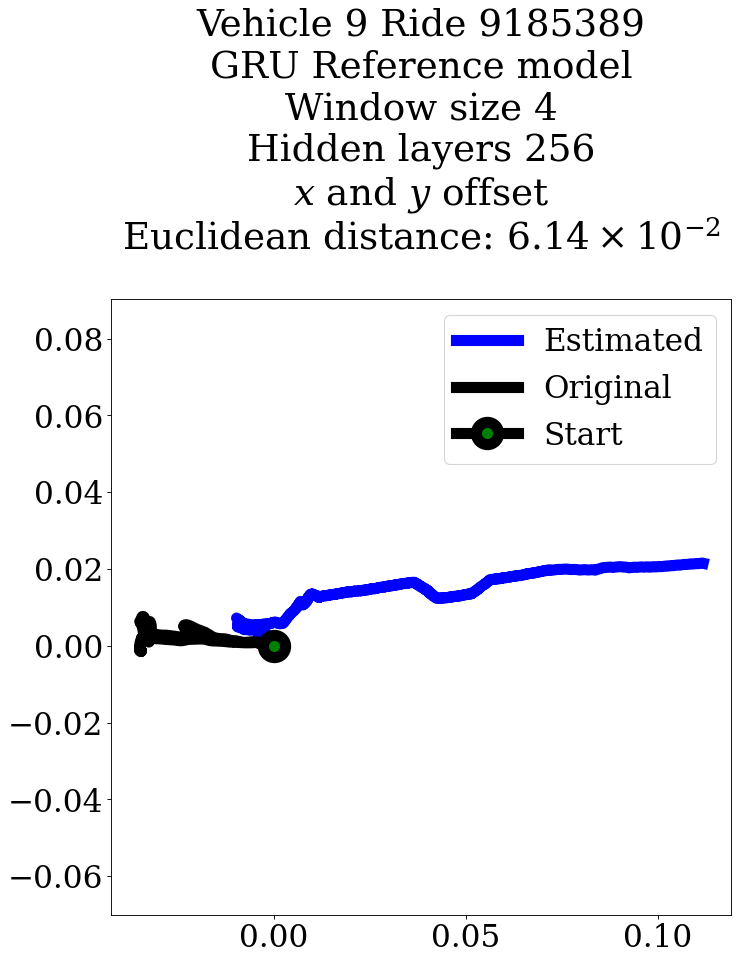 Vehicle 9 Ride 9185389
GRU Reference model
Window size 4
Hidden layers 256
x and y offset
Euclidean distance: 6.14 × 10⁻²
Estimated
Original
Start
0.08
0.06
0.04
0.02
0.00
−0.02
−0.04
−0.06
0.00 0.05 0.10